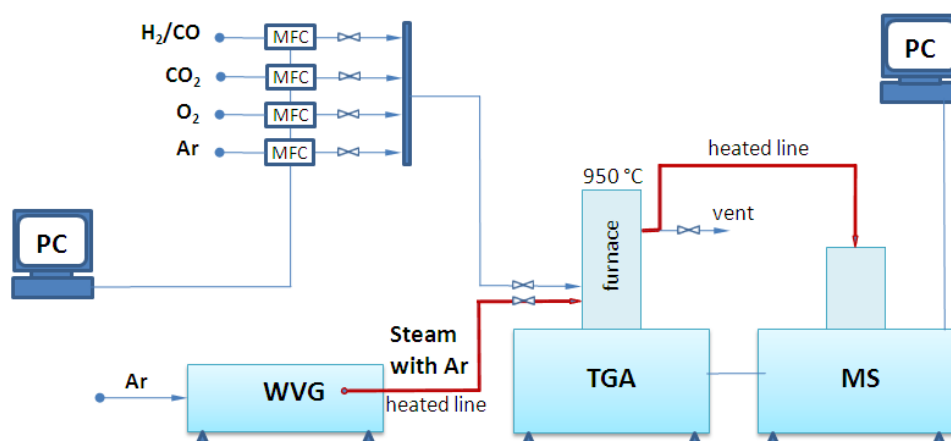 H₂/CO
MFC
CO₂
MFC
O₂
MFC
Ar
MFC
PC
PC
heated line
950 °C
vent
furnace
Steam
with Ar
Ar
WVG
heated line
TGA
MS